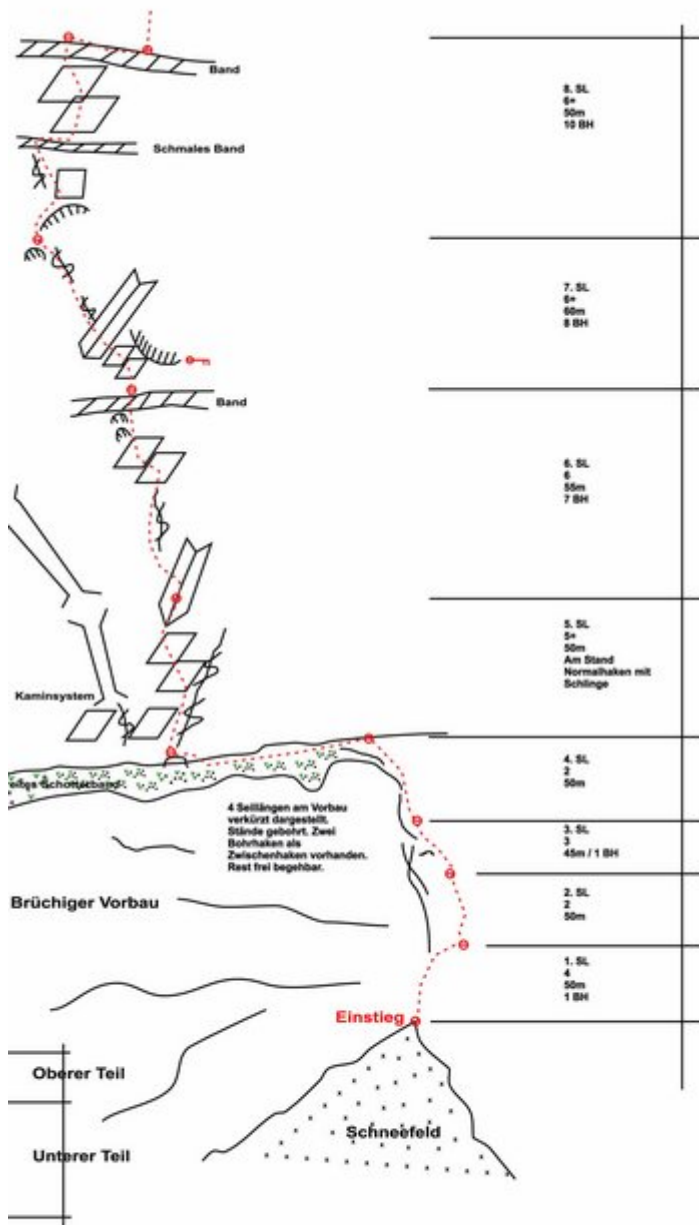 Band
8. SL
6+
50m
10 BH
Schmales Band
7. SL
6+
60m
8 BH
Band
6. SL
6
55m
7 BH
5. SL
5+
50m
Am Stand
Normalhaken mit
Schlinge
Kaminsystem
4. SL
2
50m
Schotterband
4 Seillängen am Vorbau
verkürzt dargestellt.
Stände gebohrt. Zwei
Bohrhaken als
Zwischenhaken vorhanden.
Rest frei begehbar.
3. SL
3
45m / 1 BH
Brüchiger Vorbau
2. SL
2
50m
1. SL
4
50m
1 BH
Einstieg
Oberer Teil
Schneefeld
Unterer Teil